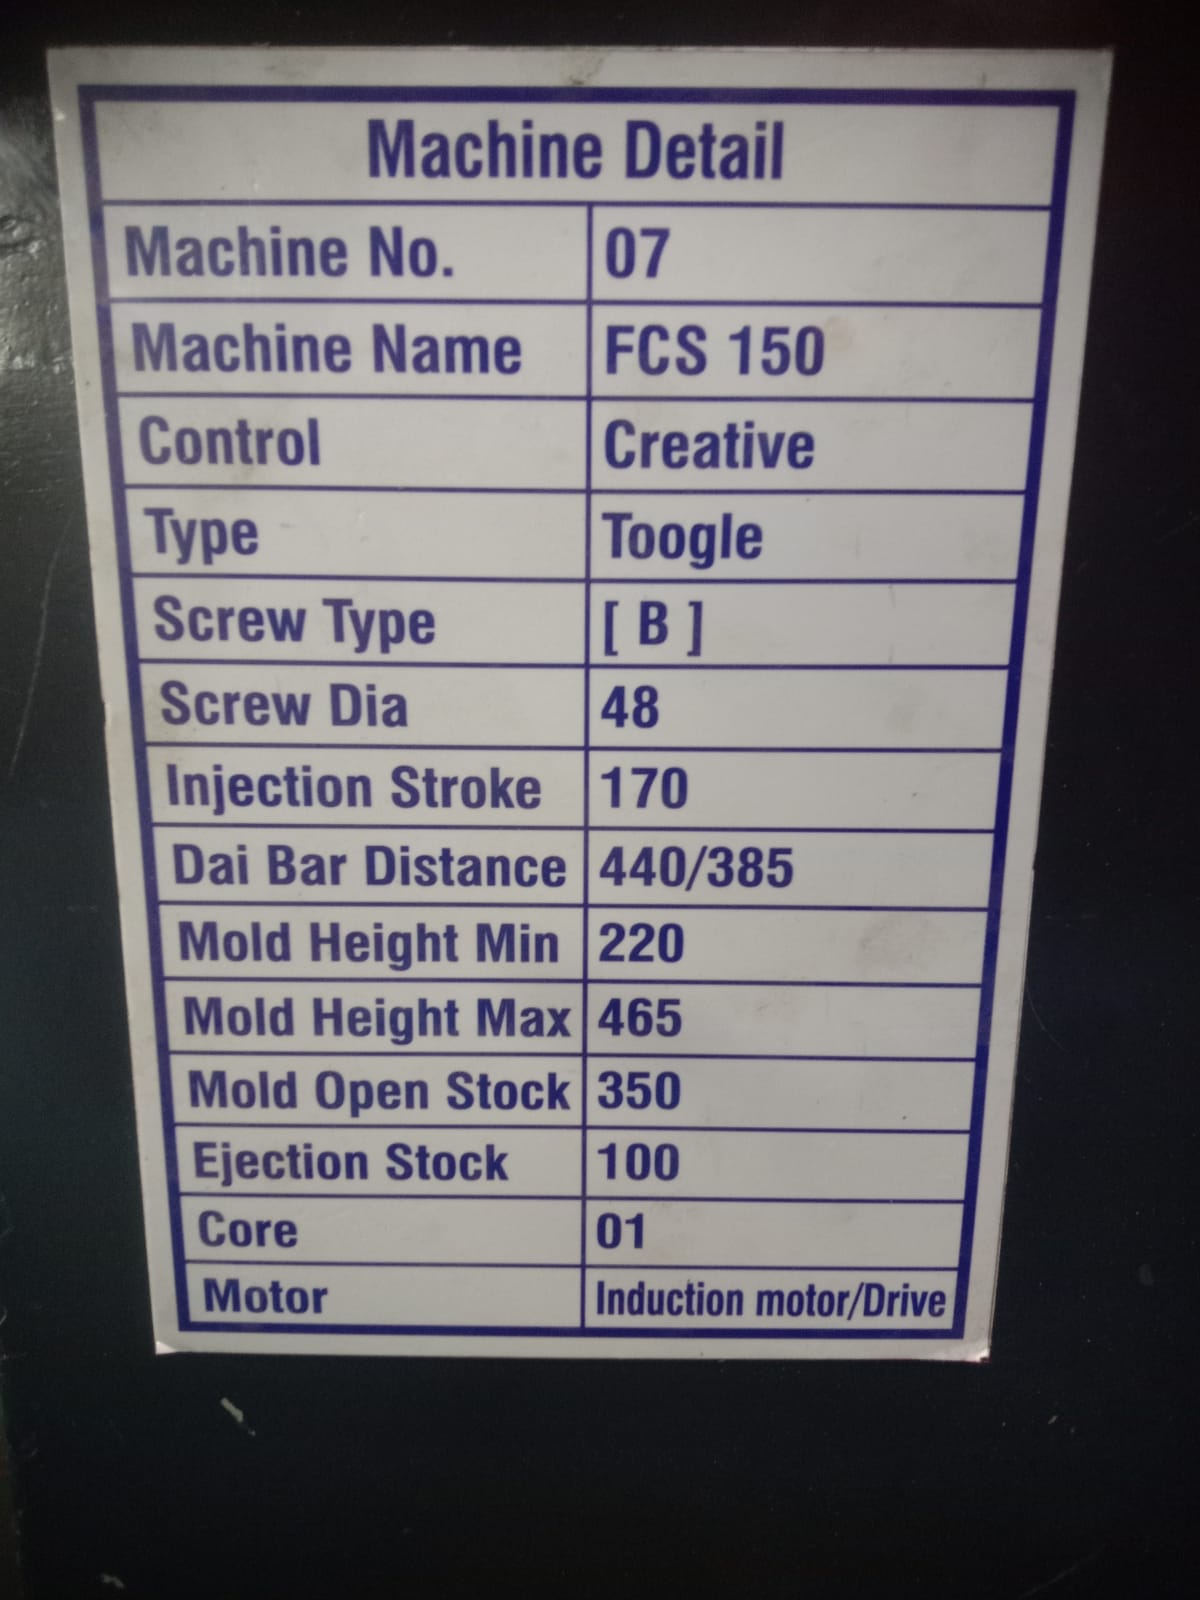 Machine Detail
Machine No. 07
Machine Name FCS 150
Control Creative
Type Toogle
Screw Type [ B ]
Screw Dia 48
Injection Stroke 170
Dai Bar Distance 440/385
Mold Height Min 220
Mold Height Max 465
Mold Open Stock 350
Ejection Stock 100
Core 01
Motor Induction motor/Drive